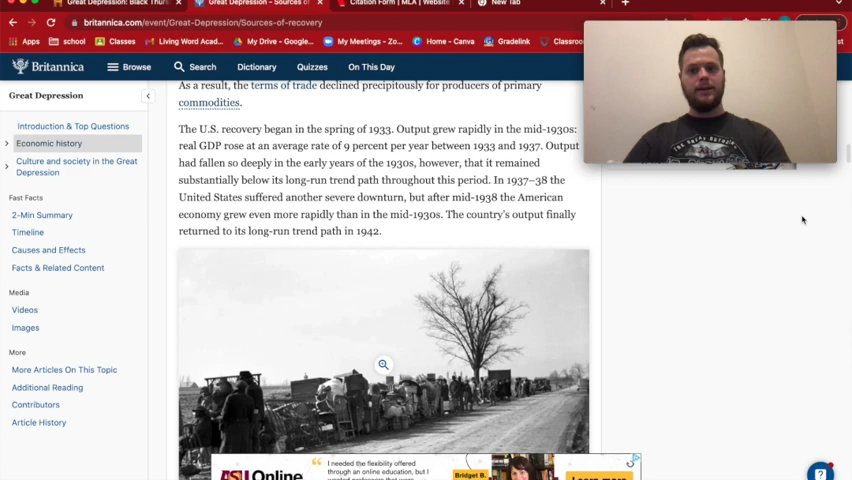 Great Depression: Black Thurs
Great Depression - Sources of
Citation Form | MLA | Website
New Tab
britannica.com/event/Great-Depression/Sources-of-recovery
Apps
school
Classes
Living Word Acad...
My Drive - Google...
My Meetings - Zo...
Home - Canva
Gradelink
Classroo
Britannica
Browse
Search
Dictionary
Quizzes
On This Day
Great Depression
Introduction & Top Questions
Economic history
Culture and society in the Great
Depression
Fast Facts
2-Min Summary
Timeline
Causes and Effects
Facts & Related Content
Media
Videos
Images
More
More Articles On This Topic
Additional Reading
Contributors
Article History
As a result, the terms of trade declined precipitously for producers of primary
commodities.
The U.S. recovery began in the spring of 1933. Output grew rapidly in the mid-1930s:
real GDP rose at an average rate of 9 percent per year between 1933 and 1937. Output
had fallen so deeply in the early years of the 1930s, however, that it remained
substantially below its long-run trend path throughout this period. In 1937–38 the
United States suffered another severe downturn, but after mid-1938 the American
economy grew even more rapidly than in the mid-1930s. The country's output finally
returned to its long-run trend path in 1942.
ASU Online
I needed the flexibility offered
through an online education, but I
Bridget B.
Learn more